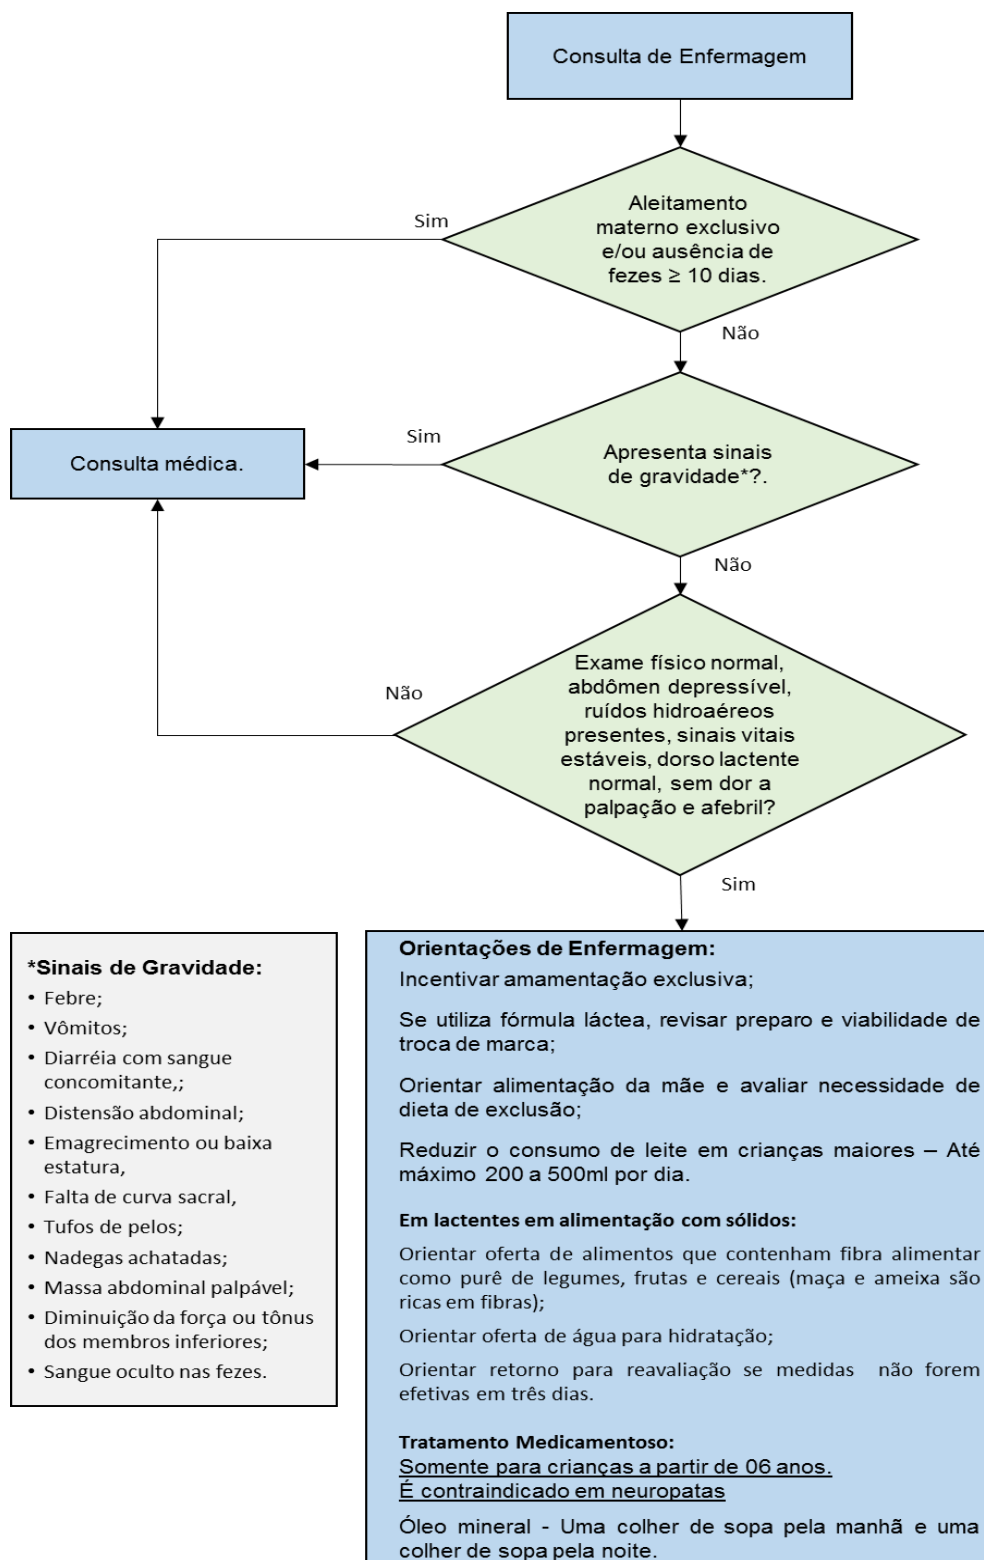 Consulta de Enfermagem
Aleitamento
materno exclusivo
e/ou ausência de
fezes ≥ 10 dias.
Sim
Não
Consulta médica.
Sim
Apresenta sinais
de gravidade*?.
Não
Não
Exame físico normal,
abdômen depressível,
ruídos hidroaéreos
presentes, sinais vitais
estáveis, dorso lactente
normal, sem dor a
palpação e afebril?
Sim
*Sinais de Gravidade:
• Febre;
• Vômitos;
• Diarréia com sangue
concomitante,;
• Distensão abdominal;
• Emagrecimento ou baixa
estatura,
• Falta de curva sacral,
• Tufos de pelos;
• Nadegas achatadas;
• Massa abdominal palpável;
• Diminuição da força ou tônus
dos membros inferiores;
• Sangue oculto nas fezes.
Orientações de Enfermagem:
Incentivar amamentação exclusiva;
Se utiliza fórmula láctea, revisar preparo e viabilidade de
troca de marca;
Orientar alimentação da mãe e avaliar necessidade de
dieta de exclusão;
Reduzir o consumo de leite em crianças maiores – Até
máximo 200 a 500ml por dia.
Em lactentes em alimentação com sólidos:
Orientar oferta de alimentos que contenham fibra alimentar
como purê de legumes, frutas e cereais (maça e ameixa são
ricas em fibras);
Orientar oferta de água para hidratação;
Orientar retorno para reavaliação se medidas não forem
efetivas em três dias.
Tratamento Medicamentoso:
Somente para crianças a partir de 06 anos.
É contraindicado em neuropatas
Óleo mineral - Uma colher de sopa pela manhã e uma
colher de sopa pela noite.